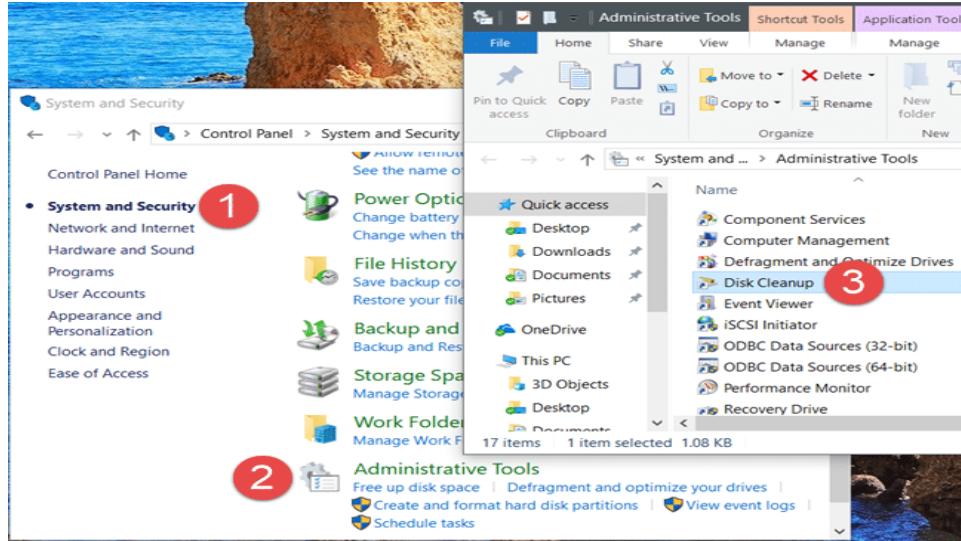 System and Security
Control Panel > System and Security
Control Panel Home
System and Security 1
Network and Internet
Hardware and Sound
Programs
User Accounts
Appearance and
Personalization
Clock and Region
Ease of Access
Allow remote
See the name o
Power Optio
Change battery
Change when th
File History
Save backup co
Restore your file
Backup and
Backup and Res
Storage Spa
Manage Storage
Work Folde
Manage Work F
2 Administrative Tools
Free up disk space | Defragment and optimize your drives
Create and format hard disk partitions | View event logs
Schedule tasks
Administrative Tools Shortcut Tools Application Tool
File Home Share View Manage Manage
Pin to Quick
access
Copy
Paste
Clipboard
Move to
Copy to
Delete
Rename
Organize
New
folder
New
« System and ... > Administrative Tools
Quick access
Desktop
Downloads
Documents
Pictures
OneDrive
This PC
3D Objects
Desktop
Documents
Name
Component Services
Computer Management
Defragment and Optimize Drives
Disk Cleanup 3
Event Viewer
iSCSI Initiator
ODBC Data Sources (32-bit)
ODBC Data Sources (64-bit)
Performance Monitor
Recovery Drive
17 items 1 item selected 1.08 KB